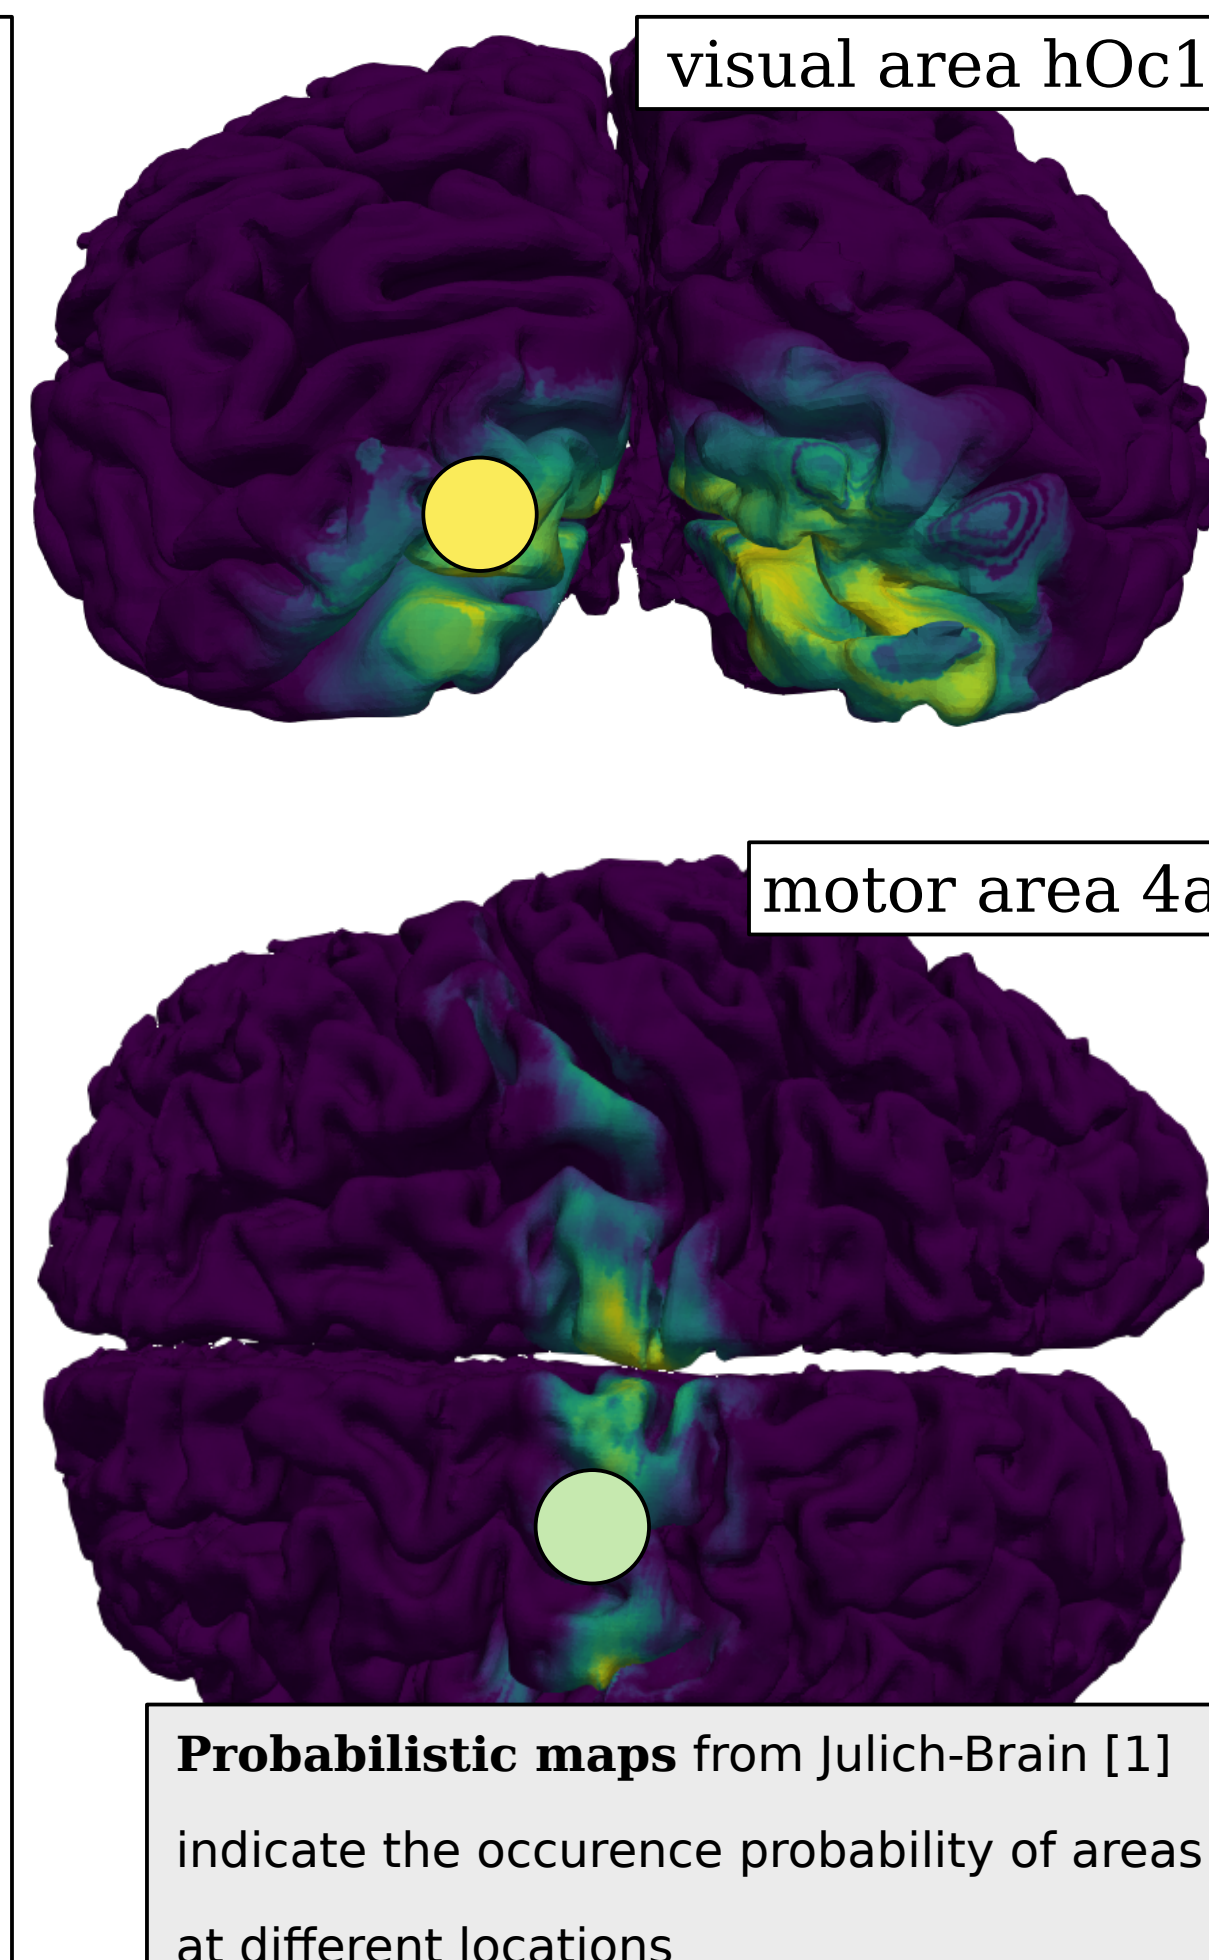 visual area hOc1
motor area 4a
Probabilistic maps from Julich-Brain [1]
indicate the occurence probability of areas
at different locations